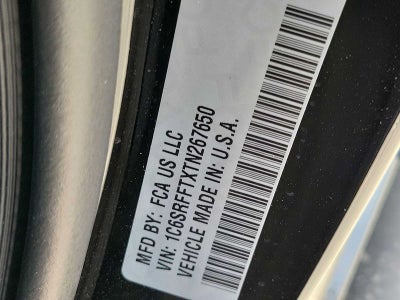 MFD BY: FCA US LLC
VIN: 1C6SRFFTXTN267650
VEHICLE MADE IN: U.S.A.